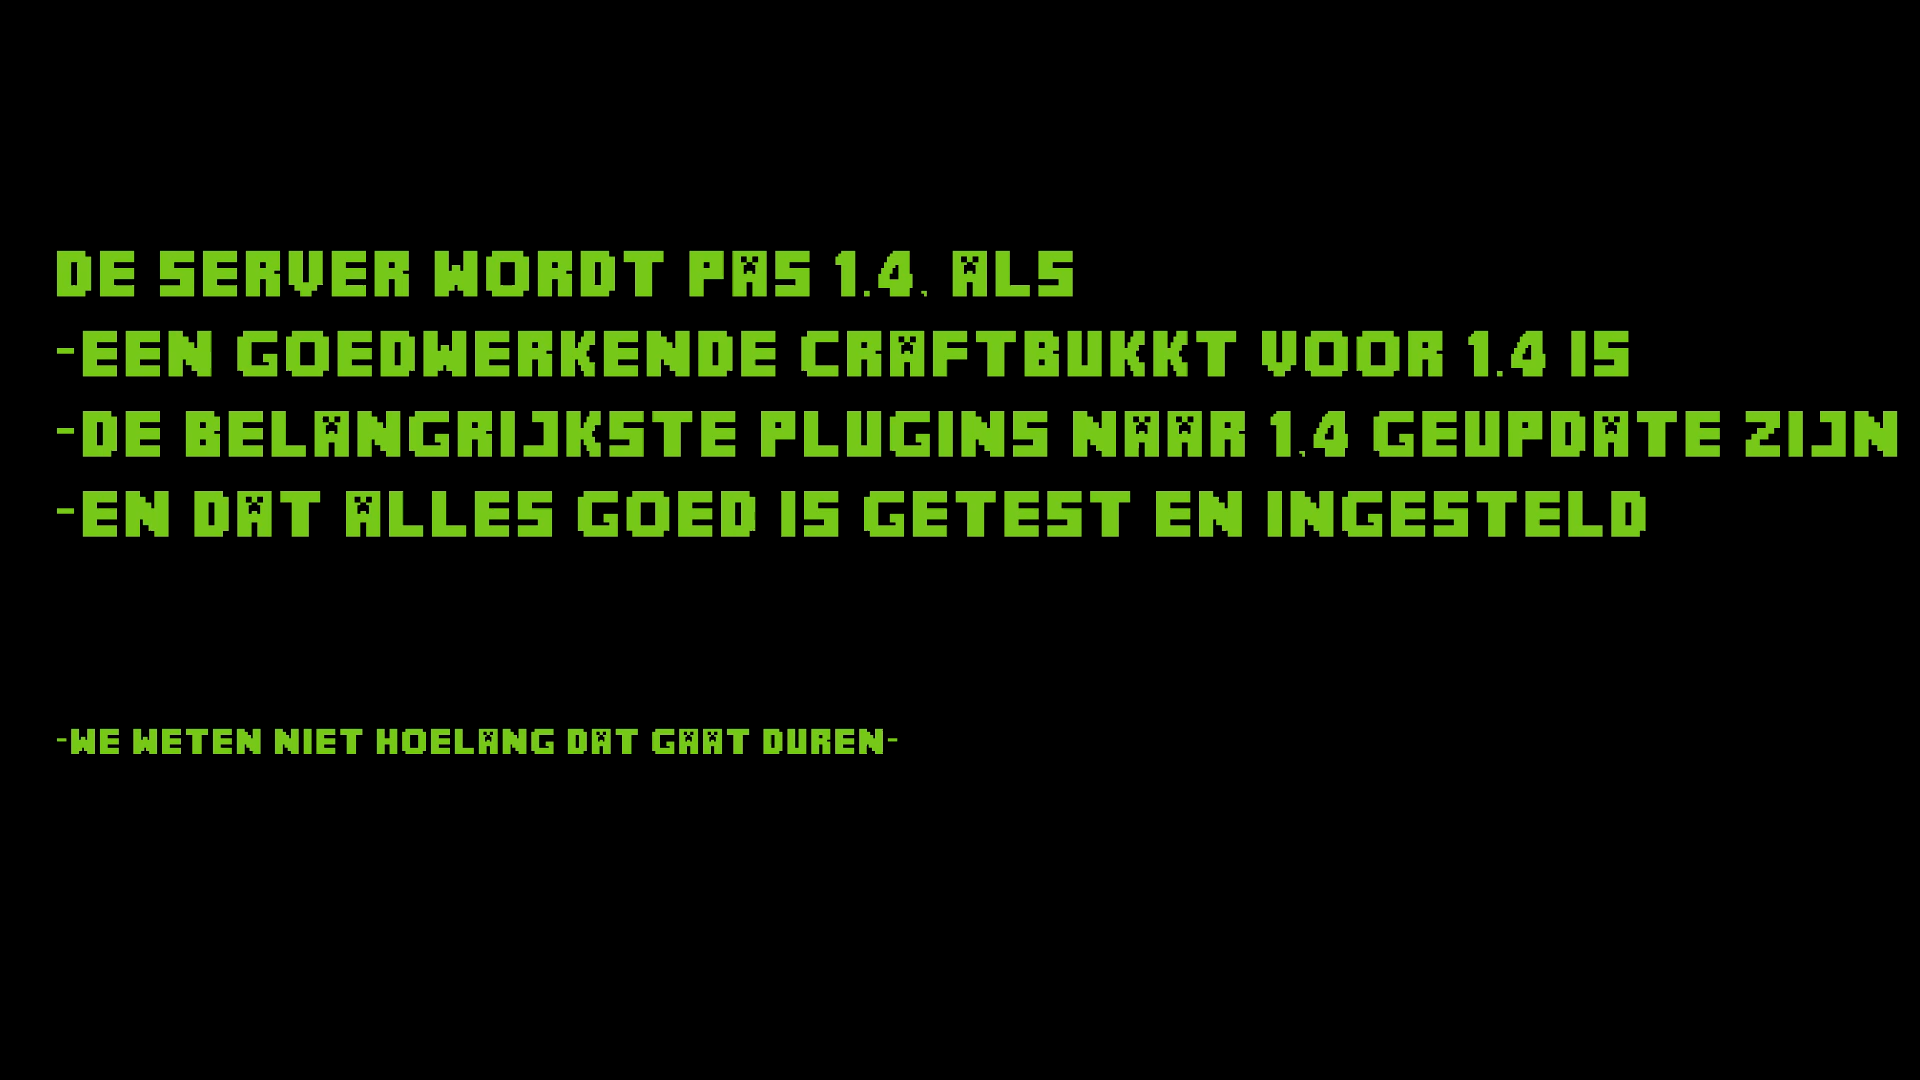 DE SERVER WORDT PAS 1.4. ALS
-EEN GOEDWERKENDE CRAFTBUKKT VOOR 1.4 IS
-DE BELANGRIJKSTE PLUGINS NAAR 1.4 GEUPDATE ZIJN
-EN DAT ALLES GOED IS GETEST EN INGESTELD
-WE WETEN NIET HOELANG DAT GAAT DUREN-